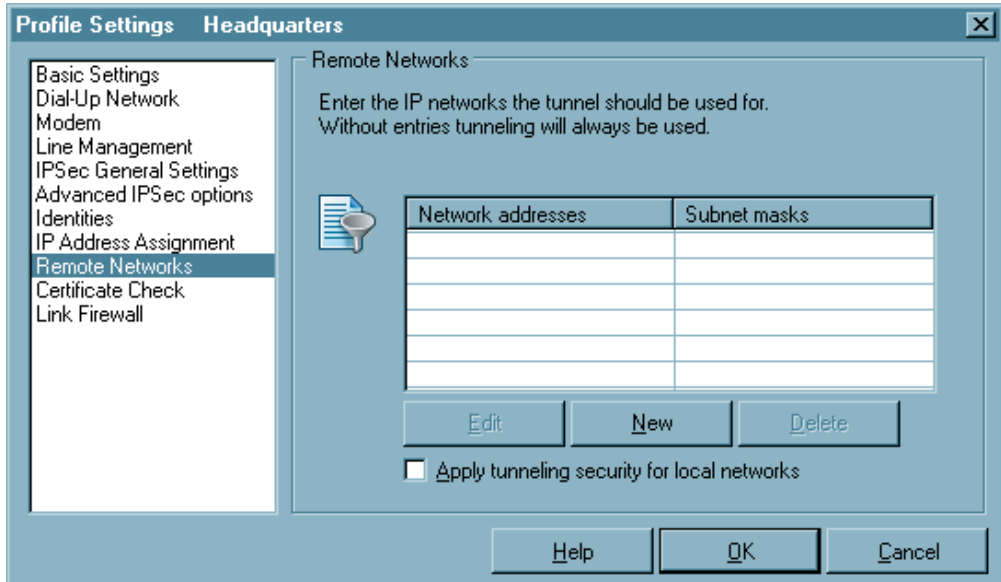 Profile Settings Headquarters
Basic Settings
Dial-Up Network
Modem
Line Management
IPSec General Settings
Advanced IPSec options
Identities
IP Address Assignment
Remote Networks
Certificate Check
Link Firewall
Remote Networks
Enter the IP networks the tunnel should be used for.
Without entries tunneling will always be used.
Network addresses Subnet masks
Edit New Delete
Apply tunneling security for local networks
Help OK Cancel